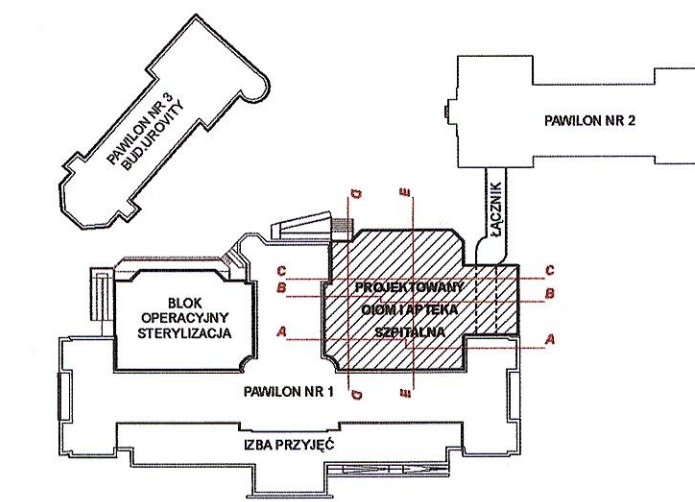 PAWILON NR 3
BUD.UROVITY
PAWILON NR 2
ŁĄCZNIK
D
E
C
C
B
B
BLOK
OPERACYJNY
STERYLIZACJA
PROJEKTOWANY
OIOM I APTEKA
SZPITALNA
A
A
D
E
PAWILON NR 1
IZBA PRZYJĘĆ